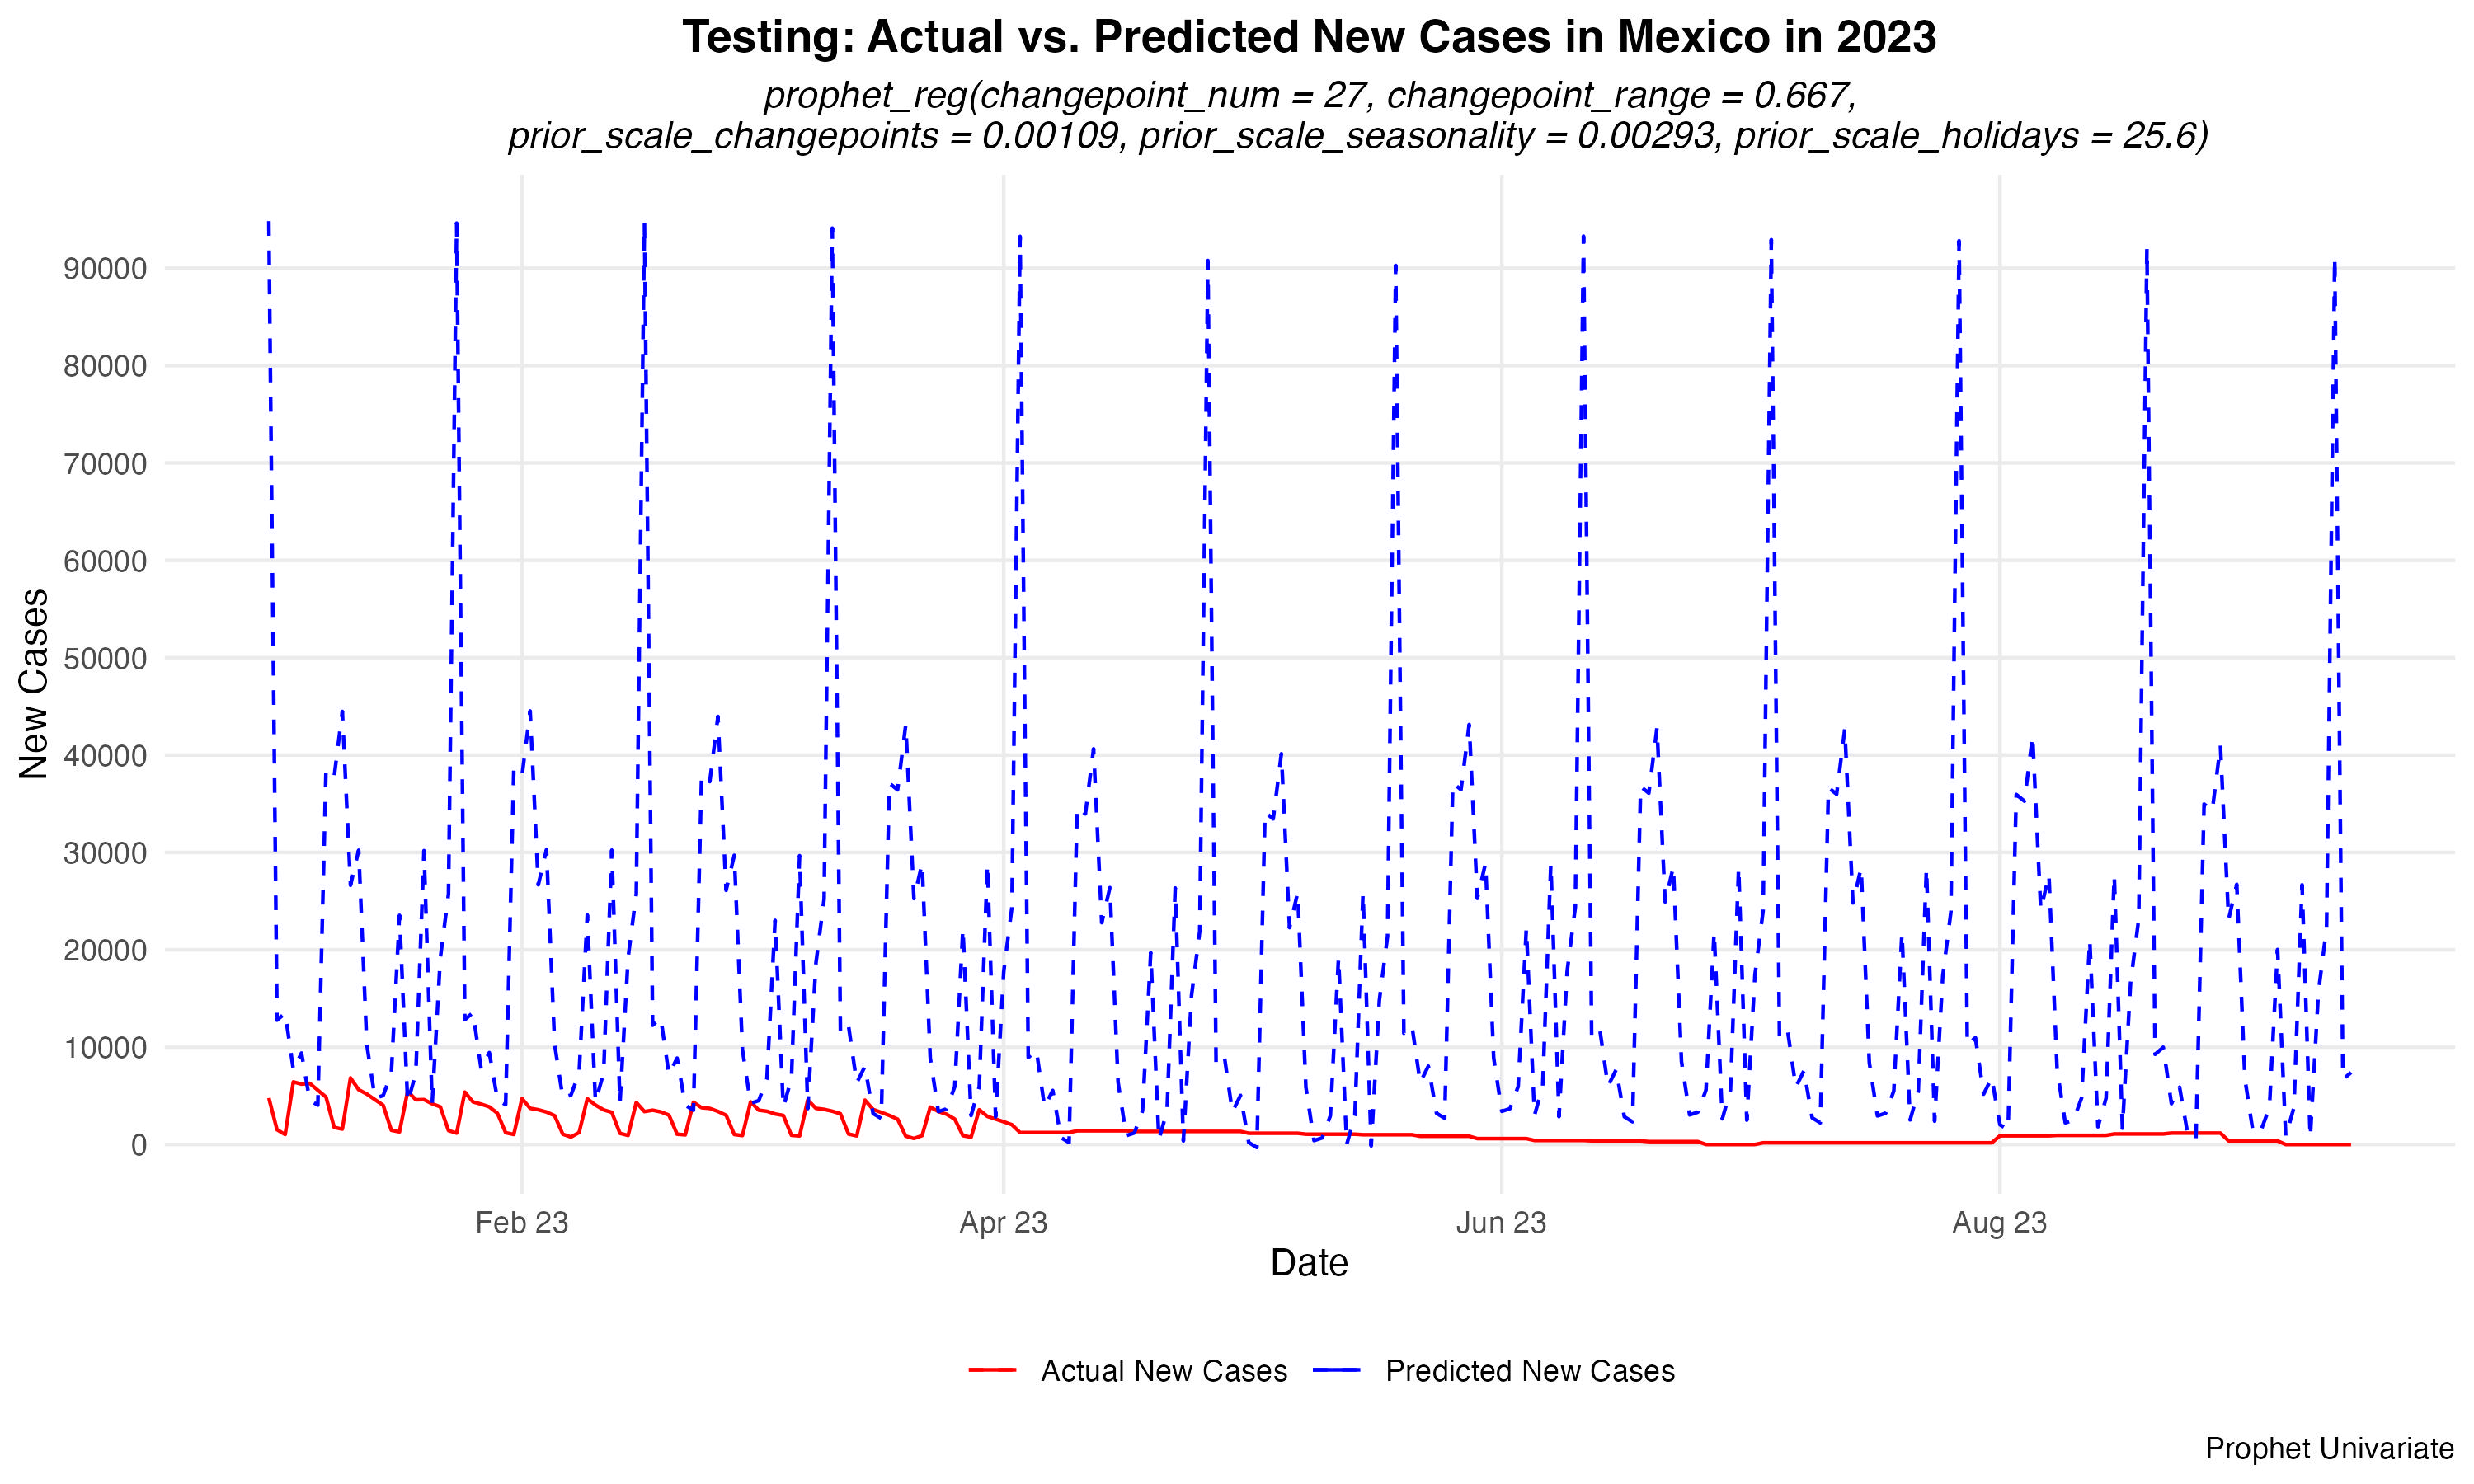 Testing: Actual vs. Predicted New Cases in Mexico in 2023
prophet_reg(changepoint_num = 27, changepoint_range = 0.667,
prior_scale_changepoints = 0.00109, prior_scale_seasonality = 0.00293, prior_scale_holidays = 25.6)
New Cases
90000
80000
70000
60000
50000
40000
30000
20000
10000
0
Feb 23
Apr 23
Jun 23
Aug 23
Date
Actual New Cases
Predicted New Cases
Prophet Univariate